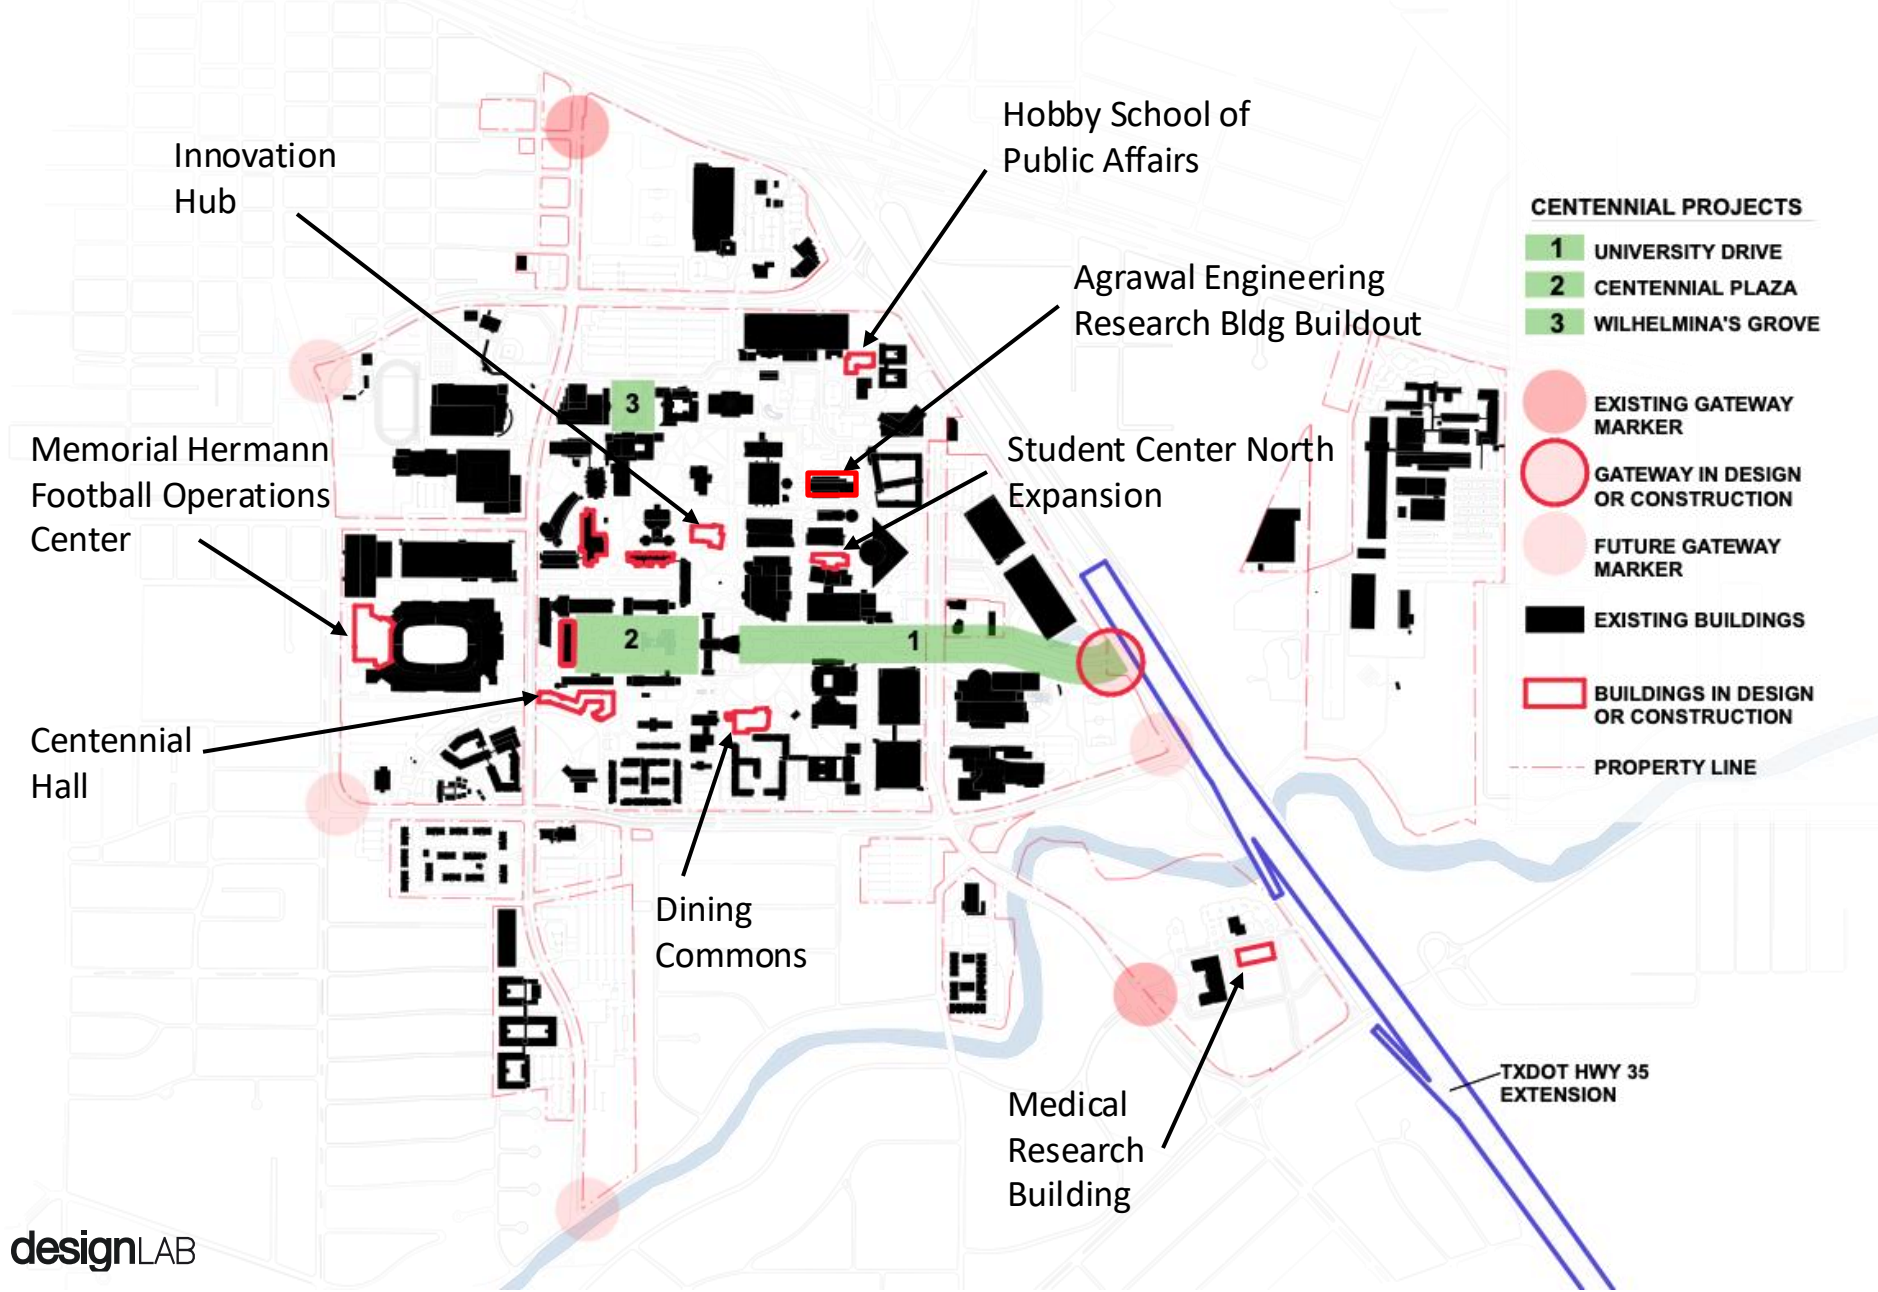 Hobby School of
Public Affairs
Innovation
Hub
CENTENNIAL PROJECTS
1 UNIVERSITY DRIVE
2 CENTENNIAL PLAZA
3 WILHELMINA'S GROVE
Agrawal Engineering
Research Bldg Buildout
EXISTING GATEWAY
MARKER
GATEWAY IN DESIGN
OR CONSTRUCTION
FUTURE GATEWAY
MARKER
EXISTING BUILDINGS
BUILDINGS IN DESIGN
OR CONSTRUCTION
PROPERTY LINE
3
Memorial Hermann
Football Operations
Center
Student Center North
Expansion
2
1
Centennial
Hall
Dining
Commons
Medical
Research
Building
TXDOT HWY 35
EXTENSION
designLAB